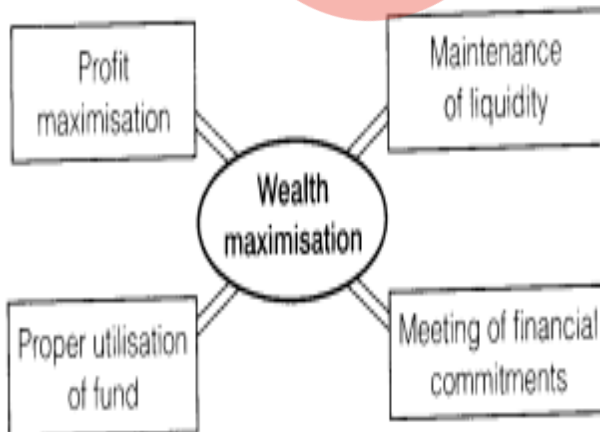 Profit
maximisation
Maintenance
of liquidity
Wealth
maximisation
Proper utilisation
of fund
Meeting of financial
commitments